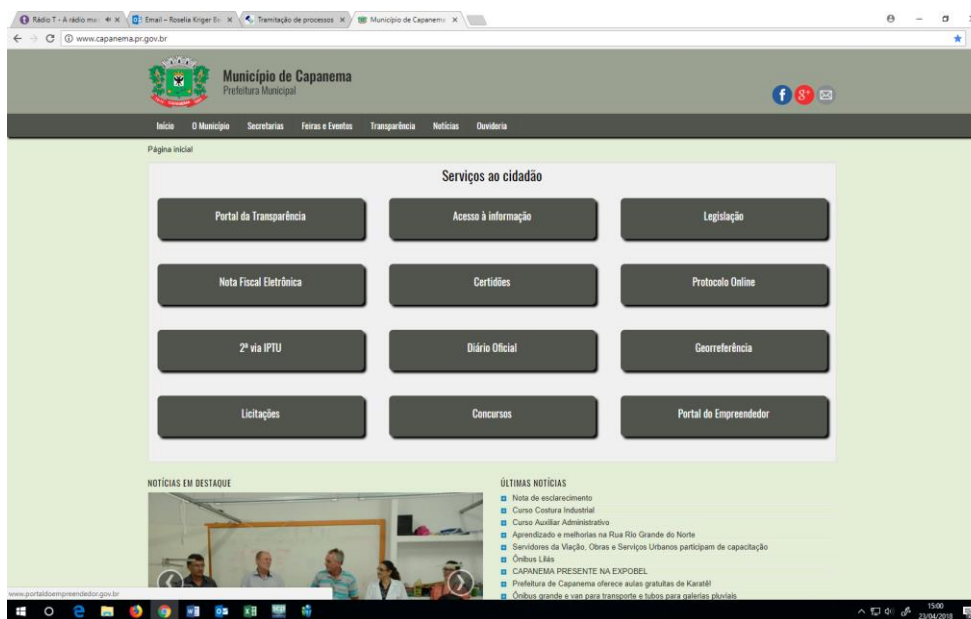 Rádio T - A rádio ma
Email – Roselia Kriger Be
Tramitação de processos
Município de Capanema
www.capanema.pr.gov.br
Município de Capanema
Prefeitura Municipal
Início O Município Secretarias Feiras e Eventos Transparência Notícias Ouvidoria
Página inicial
Serviços ao cidadão
Portal da Transparência Acesso à informação Legislação
Nota Fiscal Eletrônica Certidões Protocolo Online
2ª via IPTU Diário Oficial Georreferência
Licitações Concursos Portal do Empreendedor
NOTÍCIAS EM DESTAQUE
ÚLTIMAS NOTÍCIAS
Nota de esclarecimento
Curso Costura Industrial
Curso Auxiliar Administrativo
Aprendizado e melhorias na Rua Rio Grande do Norte
Servidores da Viação, Obras e Serviços Urbanos participam de capacitação
Ônibus Lilás
CAPANEMA PRESENTE NA EXPOBEL
Prefeitura de Capanema oferece aulas gratuitas de Karatê!
Ônibus grande e van para transporte e tubos para galerias pluviais
www.portaldoempreendedor.gov.br
15:00
23/04/2018